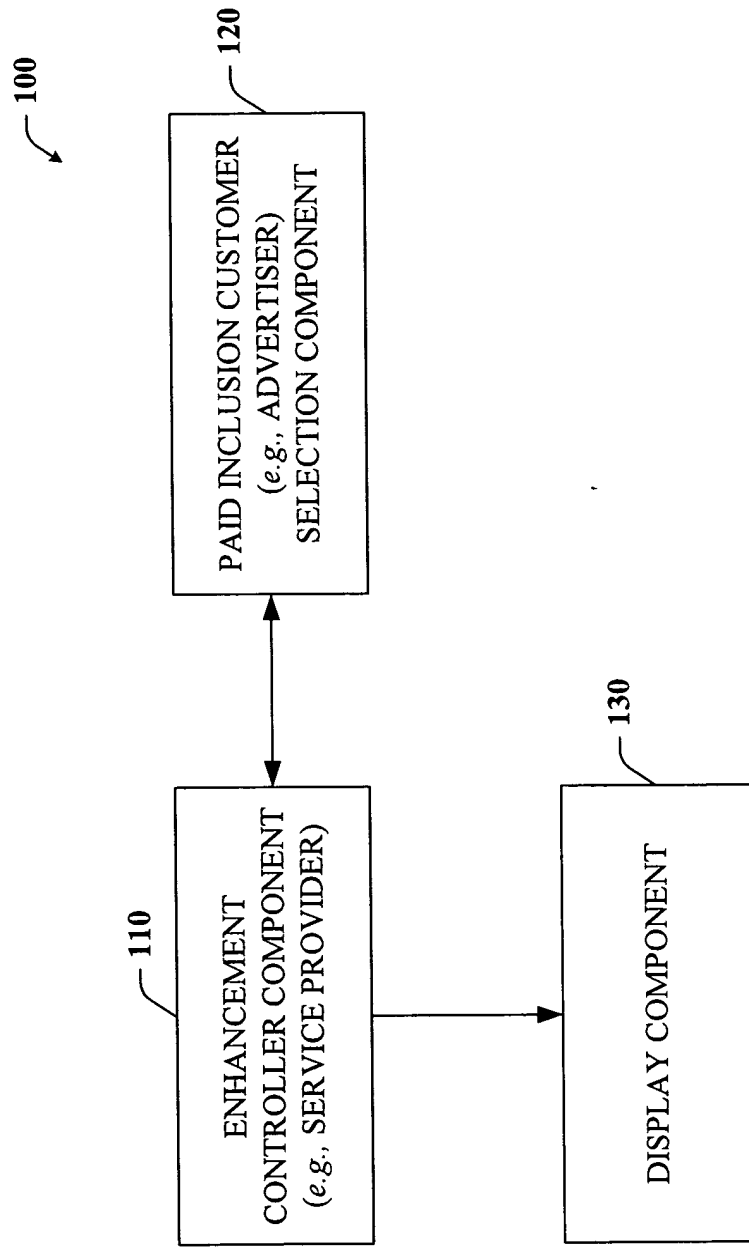 100
110
ENHANCEMENT
CONTROLLER COMPONENT
(e.g., SERVICE PROVIDER)
120
PAID INCLUSION CUSTOMER
(e.g., ADVERTISER)
SELECTION COMPONENT
130
DISPLAY COMPONENT